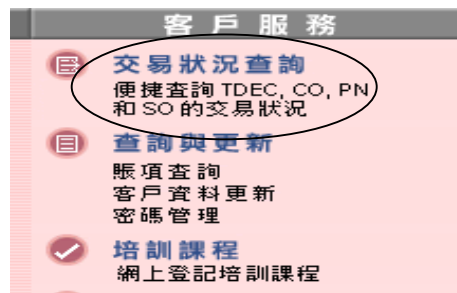 客戶服務
交易狀況查詢
便捷查詢 TDEC, CO, PN
和 SO 的交易狀況
查詢與更新
賬項查詢
客戶資料更新
密碼管理
培訓課程
網上登記培訓課程